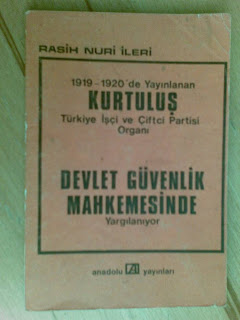 RASİH NURİ İLERİ
1919-1920'de Yayınlanan
KURTULUŞ
Türkiye İşçi ve Çiftci Partisi
Organı
DEVLET GÜVENLİK
MAHKEMESİNDE
Yargılanıyor
anadolu yayınları